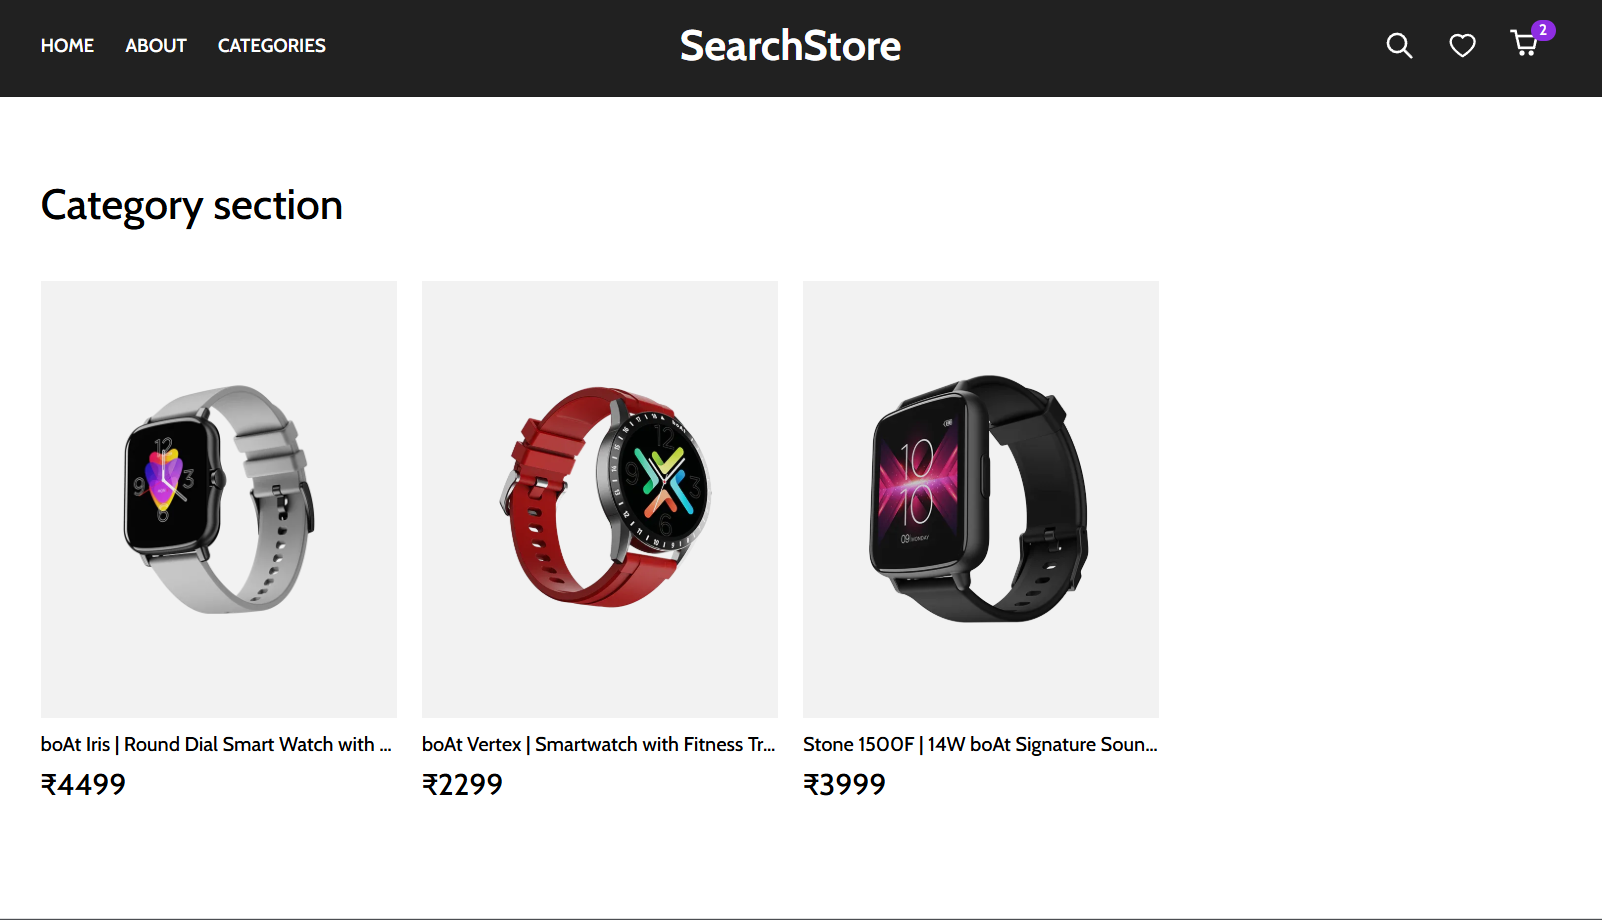 HOME ABOUT CATEGORIES SearchStore 2
Category section
12
9 3
6
boAt
12
9 3
6
10
10
09 MONDAY
boAt Iris | Round Dial Smart Watch with ...
boAt Vertex | Smartwatch with Fitness Tr...
Stone 1500F | 14W boAt Signature Soun...
₹4499
₹2299
₹3999